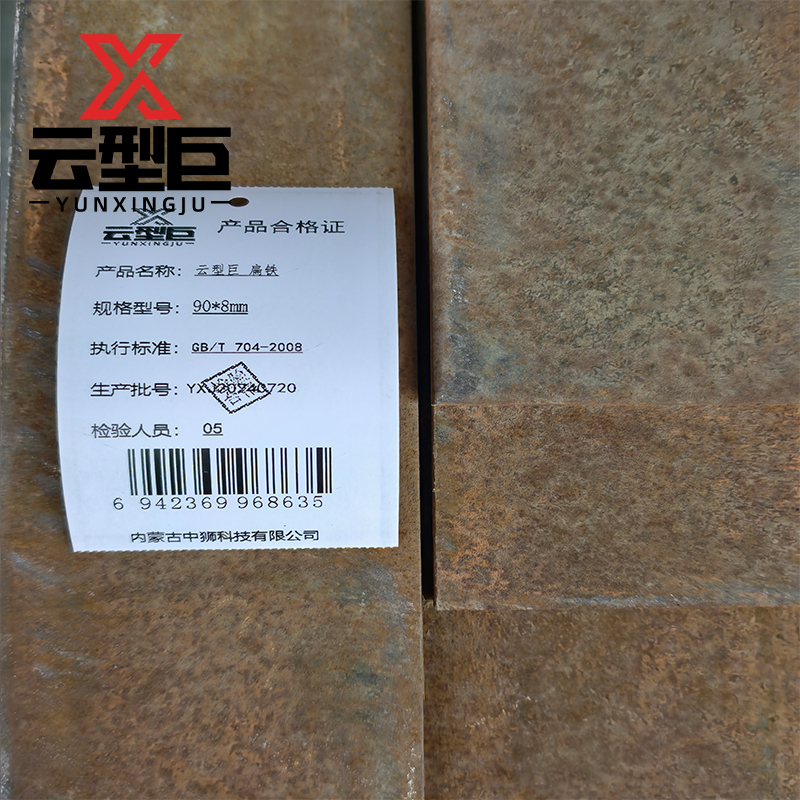 云型巨
YUNXINGJU
云型巨
YUNXINGJU
产品合格证
产品名称: 云型巨 扁铁
规格型号: 90*8mm
执行标准: GB/T 704-2008
生产批号: YXJ20240720
检验人员: 05
6 942369 968635
内蒙古中狮科技有限公司